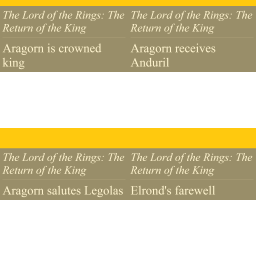 The Lord of the Rings: The
Return of the King
Aragorn is crowned
king
The Lord of the Rings: The
Return of the King
Aragorn receives
Anduril
The Lord of the Rings: The
Return of the King
Aragorn salutes Legolas
The Lord of the Rings: The
Return of the King
Elrond's farewell